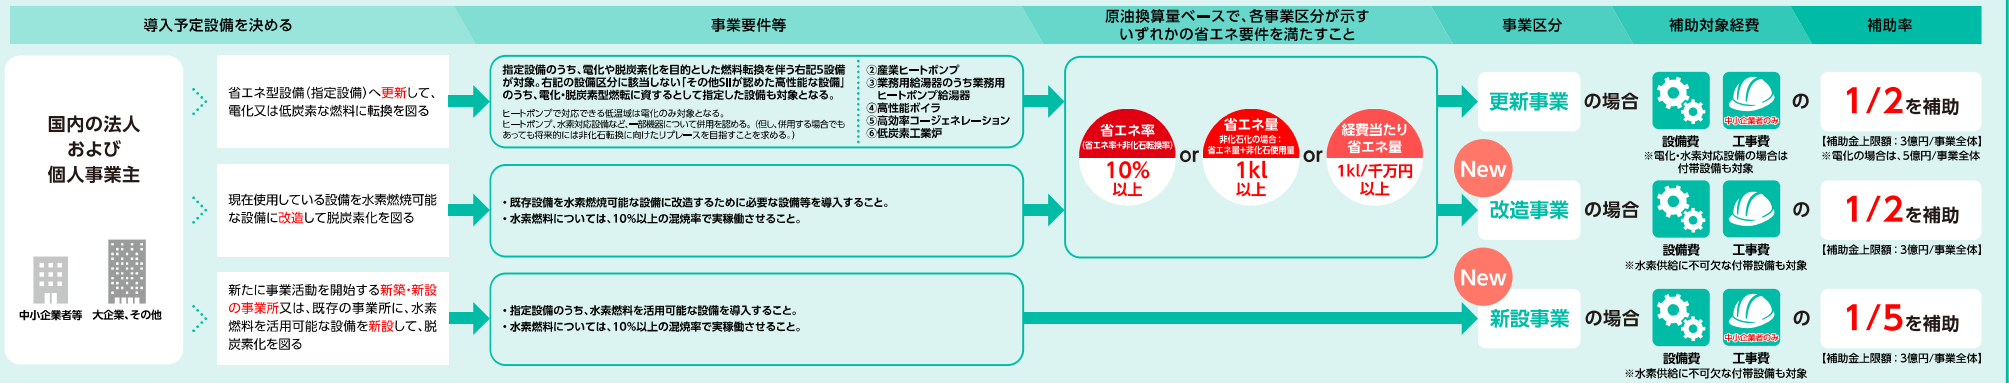 導入予定設備を決める
事業要件等
原油換算量ベースで、各事業区分が示す
いずれかの省エネ要件を満たすこと
事業区分
補助対象経費
補助率
国内の法人
および
個人事業主
中小企業者等
大企業、その他
省エネ型設備（指定設備）へ更新して、
電化又は低炭素な燃料に転換を図る
指定設備のうち、電化や脱炭素化を目的とした燃料転換を伴う右記5設備
が対象。右記の設備区分に該当しない「その他SIIが認めた高性能な設備」
のうち、電化・脱炭素型燃転に資するとして指定した設備も対象となる。
ヒートポンプで対応できる低温域は電化のみ対象となる。
ヒートポンプ、水素対応設備など、一部機器について併用を認める。（但し、併用する場合でも
あっても将来的には非化石転換に向けたリプレースを目指すことを求める。）
②産業ヒートポンプ
③業務用給湯器のうち業務用
ヒートポンプ給湯器
④高性能ボイラ
⑤高効率コージェネレーション
⑥低炭素工業炉
現在使用している設備を水素燃焼可能
な設備に改造して脱炭素化を図る
・既存設備を水素燃焼可能な設備に改造するために必要な設備等を導入すること。
・水素燃料については、10%以上の混焼率で実稼働させること。
新たに事業活動を開始する新築・新設
の事業所又は、既存の事業所に、水素
燃料を活用可能な設備を新設して、脱
炭素化を図る
・指定設備のうち、水素燃料を活用可能な設備を導入すること。
・水素燃料については、10%以上の混焼率で実稼働させること。
省エネ率
(省エネ率+非化石転換率)
10%
以上
or
省エネ量
非化石化の場合：
省エネ量+非化石使用量
1kl
以上
or
経費当たり
省エネ量
1kl/千万円
以上
更新事業
の場合
中小企業者のみ
設備費
工事費
※電化・水素対応設備の場合は
付帯設備も対象
の
1/2を補助
【補助金上限額：3億円/事業全体】
※電化の場合は、5億円/事業全体
New
改造事業
の場合
設備費
工事費
※水素供給に不可欠な付帯設備も対象
の
1/2を補助
【補助金上限額：3億円/事業全体】
New
新設事業
の場合
中小企業者のみ
設備費
工事費
※水素供給に不可欠な付帯設備も対象
の
1/5を補助
【補助金上限額：3億円/事業全体】